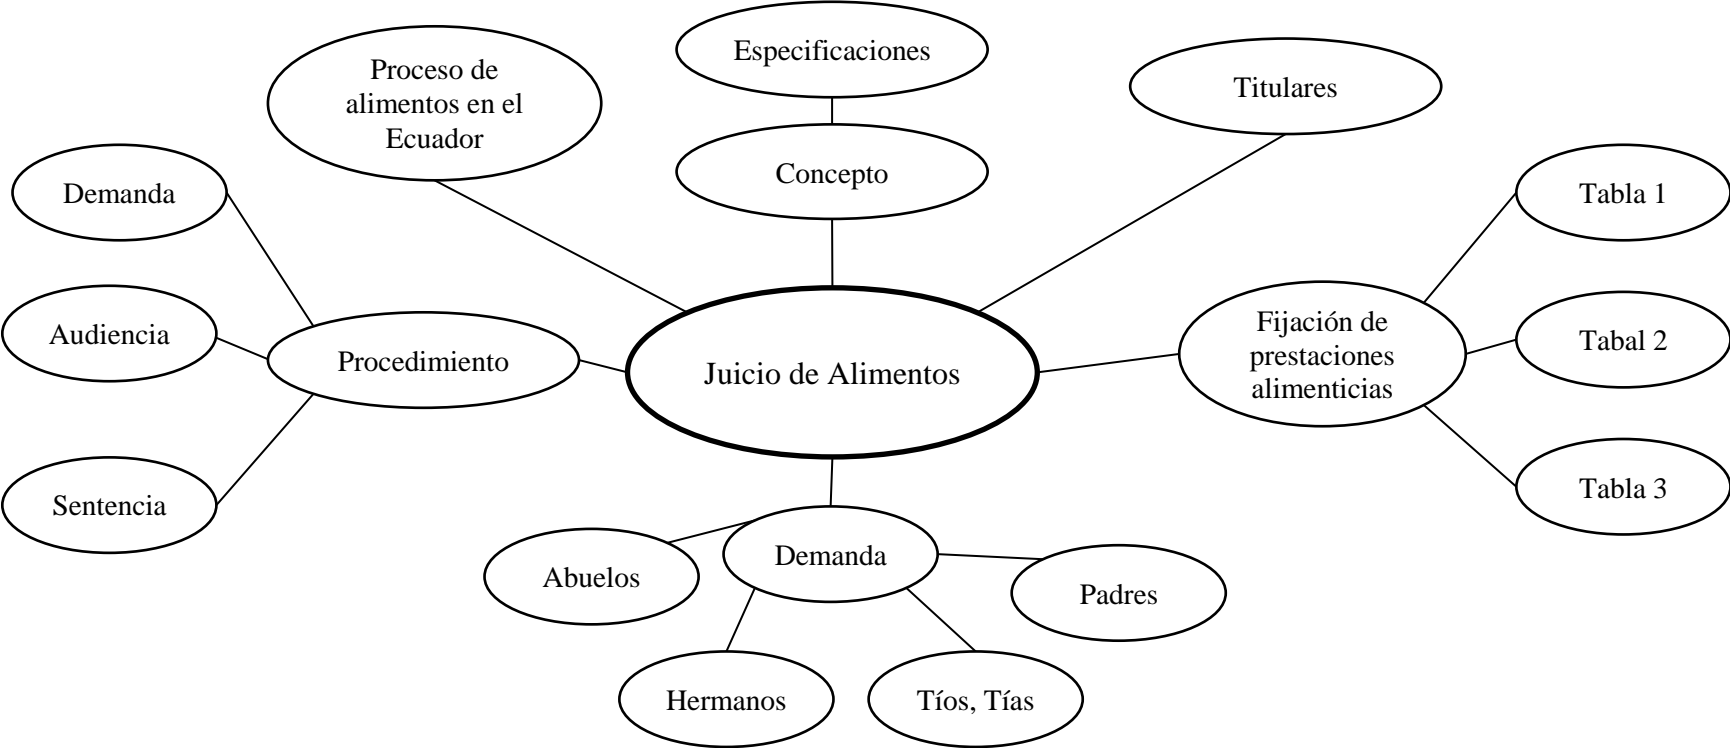 Especificaciones
Proceso de
alimentos en el
Ecuador
Titulares
Concepto
Demanda
Tabla 1
Audiencia
Procedimiento
Juicio de Alimentos
Fijación de
prestaciones
alimenticias
Tabal 2
Sentencia
Tabla 3
Abuelos
Demanda
Padres
Hermanos
Tíos, Tías